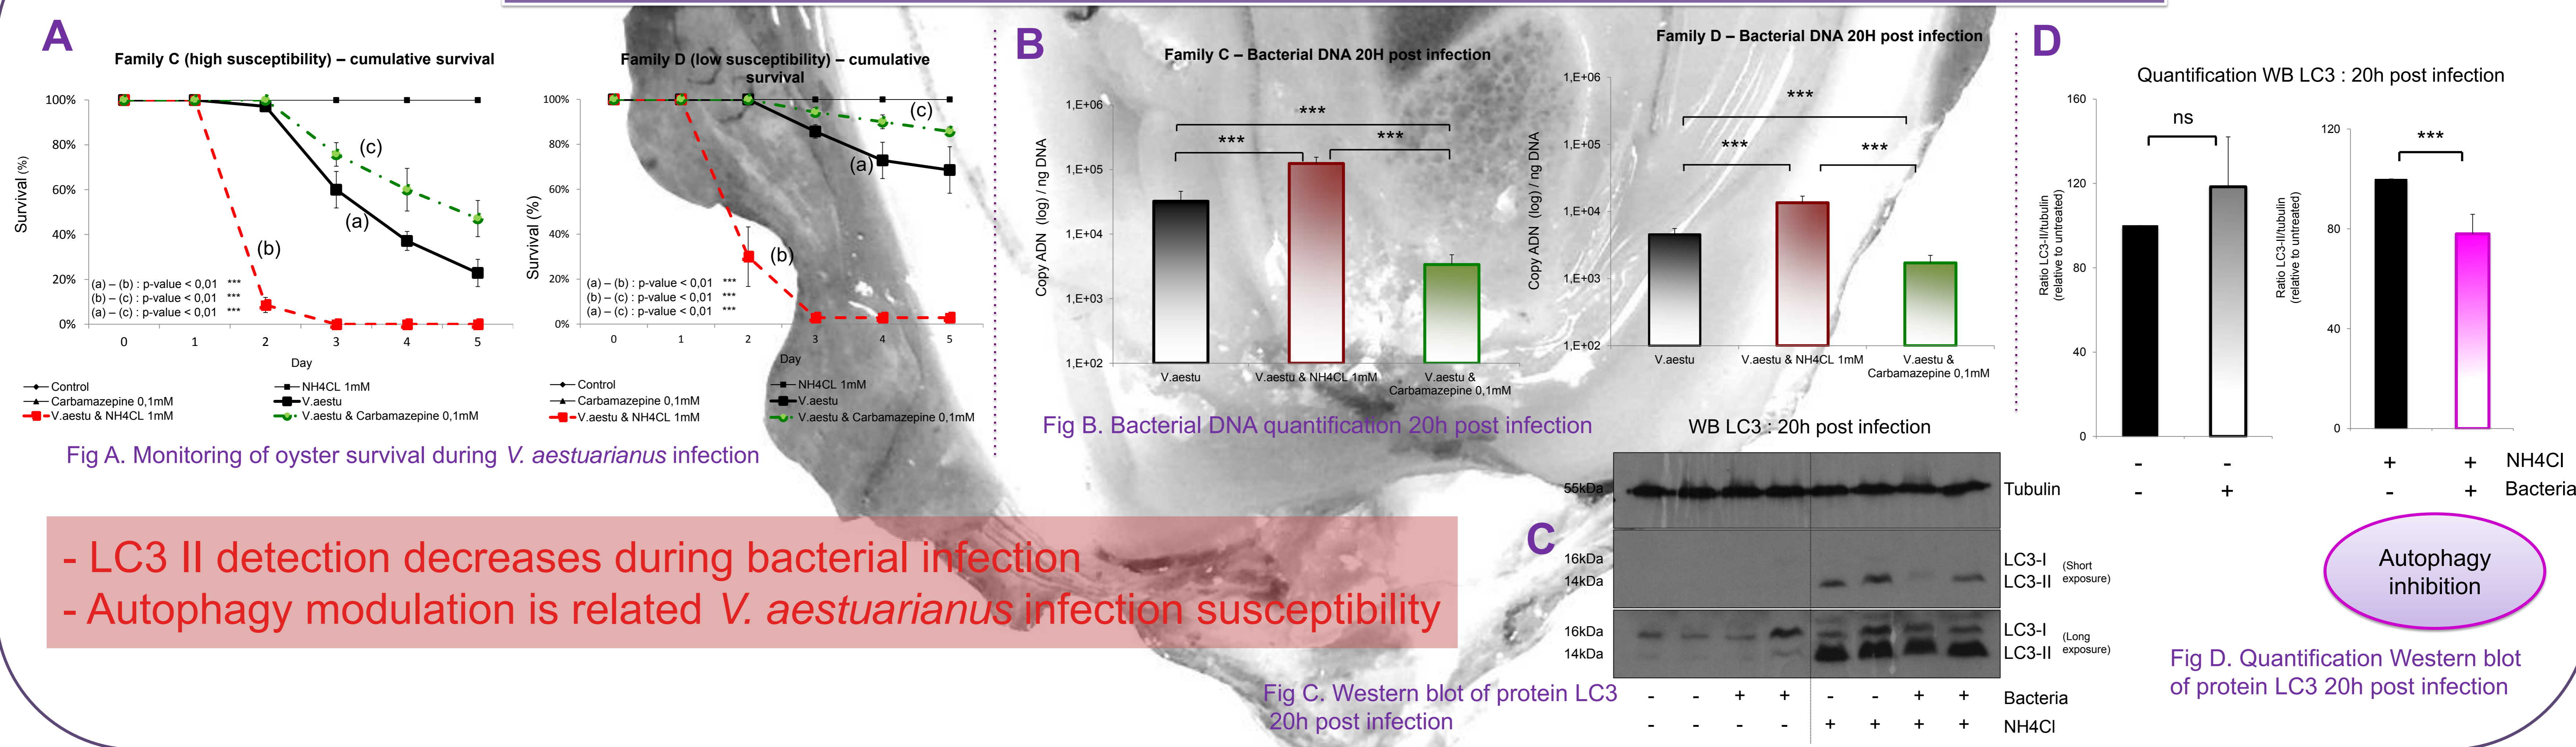 A
Family C (high susceptibility) – cumulative survival
Survival (%)
100%
80%
60%
40%
20%
0%
(c)
(a)
(b)
(a) – (b) : p-value < 0,01 ***
(b) – (c) : p-value < 0,01 ***
(a) – (c) : p-value < 0,01 ***
0 1 2 3 4 5
Day
Control
NH4CL 1mM
Carbamazepine 0,1mM
V.aestu
V.aestu & NH4CL 1mM
V.aestu & Carbamazepine 0,1mM
Family D (low susceptibility) – cumulative
survival
Survival (%)
100%
80%
60%
40%
20%
0%
(c)
(a)
(b)
(a) – (b) : p-value < 0,01 ***
(b) – (c) : p-value < 0,01 ***
(a) – (c) : p-value < 0,01 ***
0 1 2 3 4 5
Day
Control
NH4CL 1mM
Carbamazepine 0,1mM
V.aestu
V.aestu & NH4CL 1mM
V.aestu & Carbamazepine 0,1mM
Fig A. Monitoring of oyster survival during V. aestuarianus infection
B
Family C – Bacterial DNA 20H post infection
Copy ADN (log) / ng DNA
1,E+06
1,E+05
1,E+04
1,E+03
1,E+02
***
*** ***
V.aestu
V.aestu & NH4CL 1mM
V.aestu &
Carbamazepine 0,1mM
Family D – Bacterial DNA 20H post infection
Copy ADN (log) / ng DNA
1,E+06
1,E+05
1,E+04
1,E+03
1,E+02
***
*** ***
V.aestu
V.aestu & NH4CL 1mM
V.aestu &
Carbamazepine 0,1mM
Fig B. Bacterial DNA quantification 20h post infection
- LC3 II detection decreases during bacterial infection
- Autophagy modulation is related V. aestuarianus infection susceptibility
C
WB LC3 : 20h post infection
55kDa
Tubulin
16kDa
14kDa
LC3-I
LC3-II
(Short
exposure)
16kDa
14kDa
LC3-I
LC3-II
(Long
exposure)
- - + + - - + + Bacteria
- - - - + + + + NH4Cl
Fig C. Western blot of protein LC3
20h post infection
D
Quantification WB LC3 : 20h post infection
Ratio LC3-II/tubulin
(relative to untreated)
160
120
80
40
0
ns
Ratio LC3-II/tubulin
(relative to untreated)
120
80
40
0
***
- - + + NH4Cl
- + - + Bacteria
Autophagy
inhibition
Fig D. Quantification Western blot
of protein LC3 20h post infection